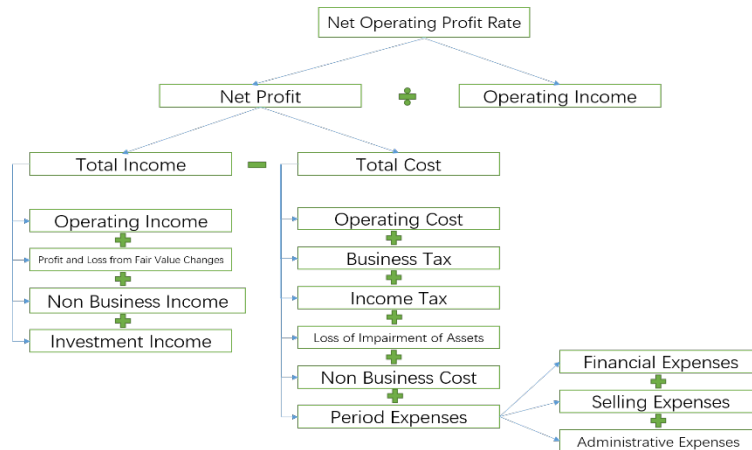 Net Operating Profit Rate
Net Profit ÷ Operating Income
Total Income − Total Cost
Operating Income
+
Profit and Loss from Fair Value Changes
+
Non Business Income
+
Investment Income
Operating Cost
+
Business Tax
+
Income Tax
+
Loss of Impairment of Assets
+
Non Business Cost
+
Period Expenses
Financial Expenses
+
Selling Expenses
+
Administrative Expenses